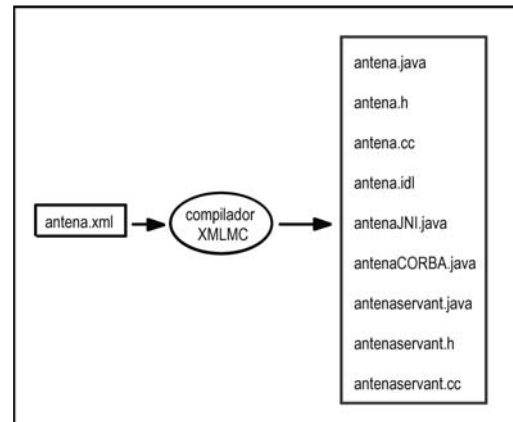 antena.xml
compilador
XMLMC
antena.java
antena.h
antena.cc
antena.idl
antenaJNI.java
antenaCORBA.java
antenaservant.java
antenaservant.h
antenaservant.cc